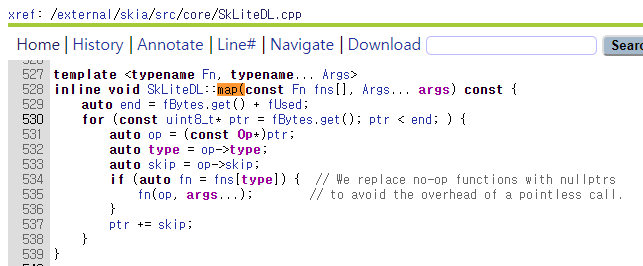 xref: /external/skia/src/core/SkLiteDL.cpp
Home | History | Annotate | Line# | Navigate | Download
527 template <typename Fn, typename... Args>
528 inline void SkLiteDL::map(const Fn fns[], Args... args) const {
529     auto end = fBytes.get() + fUsed;
530     for (const uint8_t* ptr = fBytes.get(); ptr < end; ) {
531         auto op = (const Op*)ptr;
532         auto type = op->type;
533         auto skip = op->skip;
534         if (auto fn = fns[type]) {  // We replace no-op functions with nullptrs
535             fn(op, args...);        // to avoid the overhead of a pointless call.
536         }
537         ptr += skip;
538     }
539 }